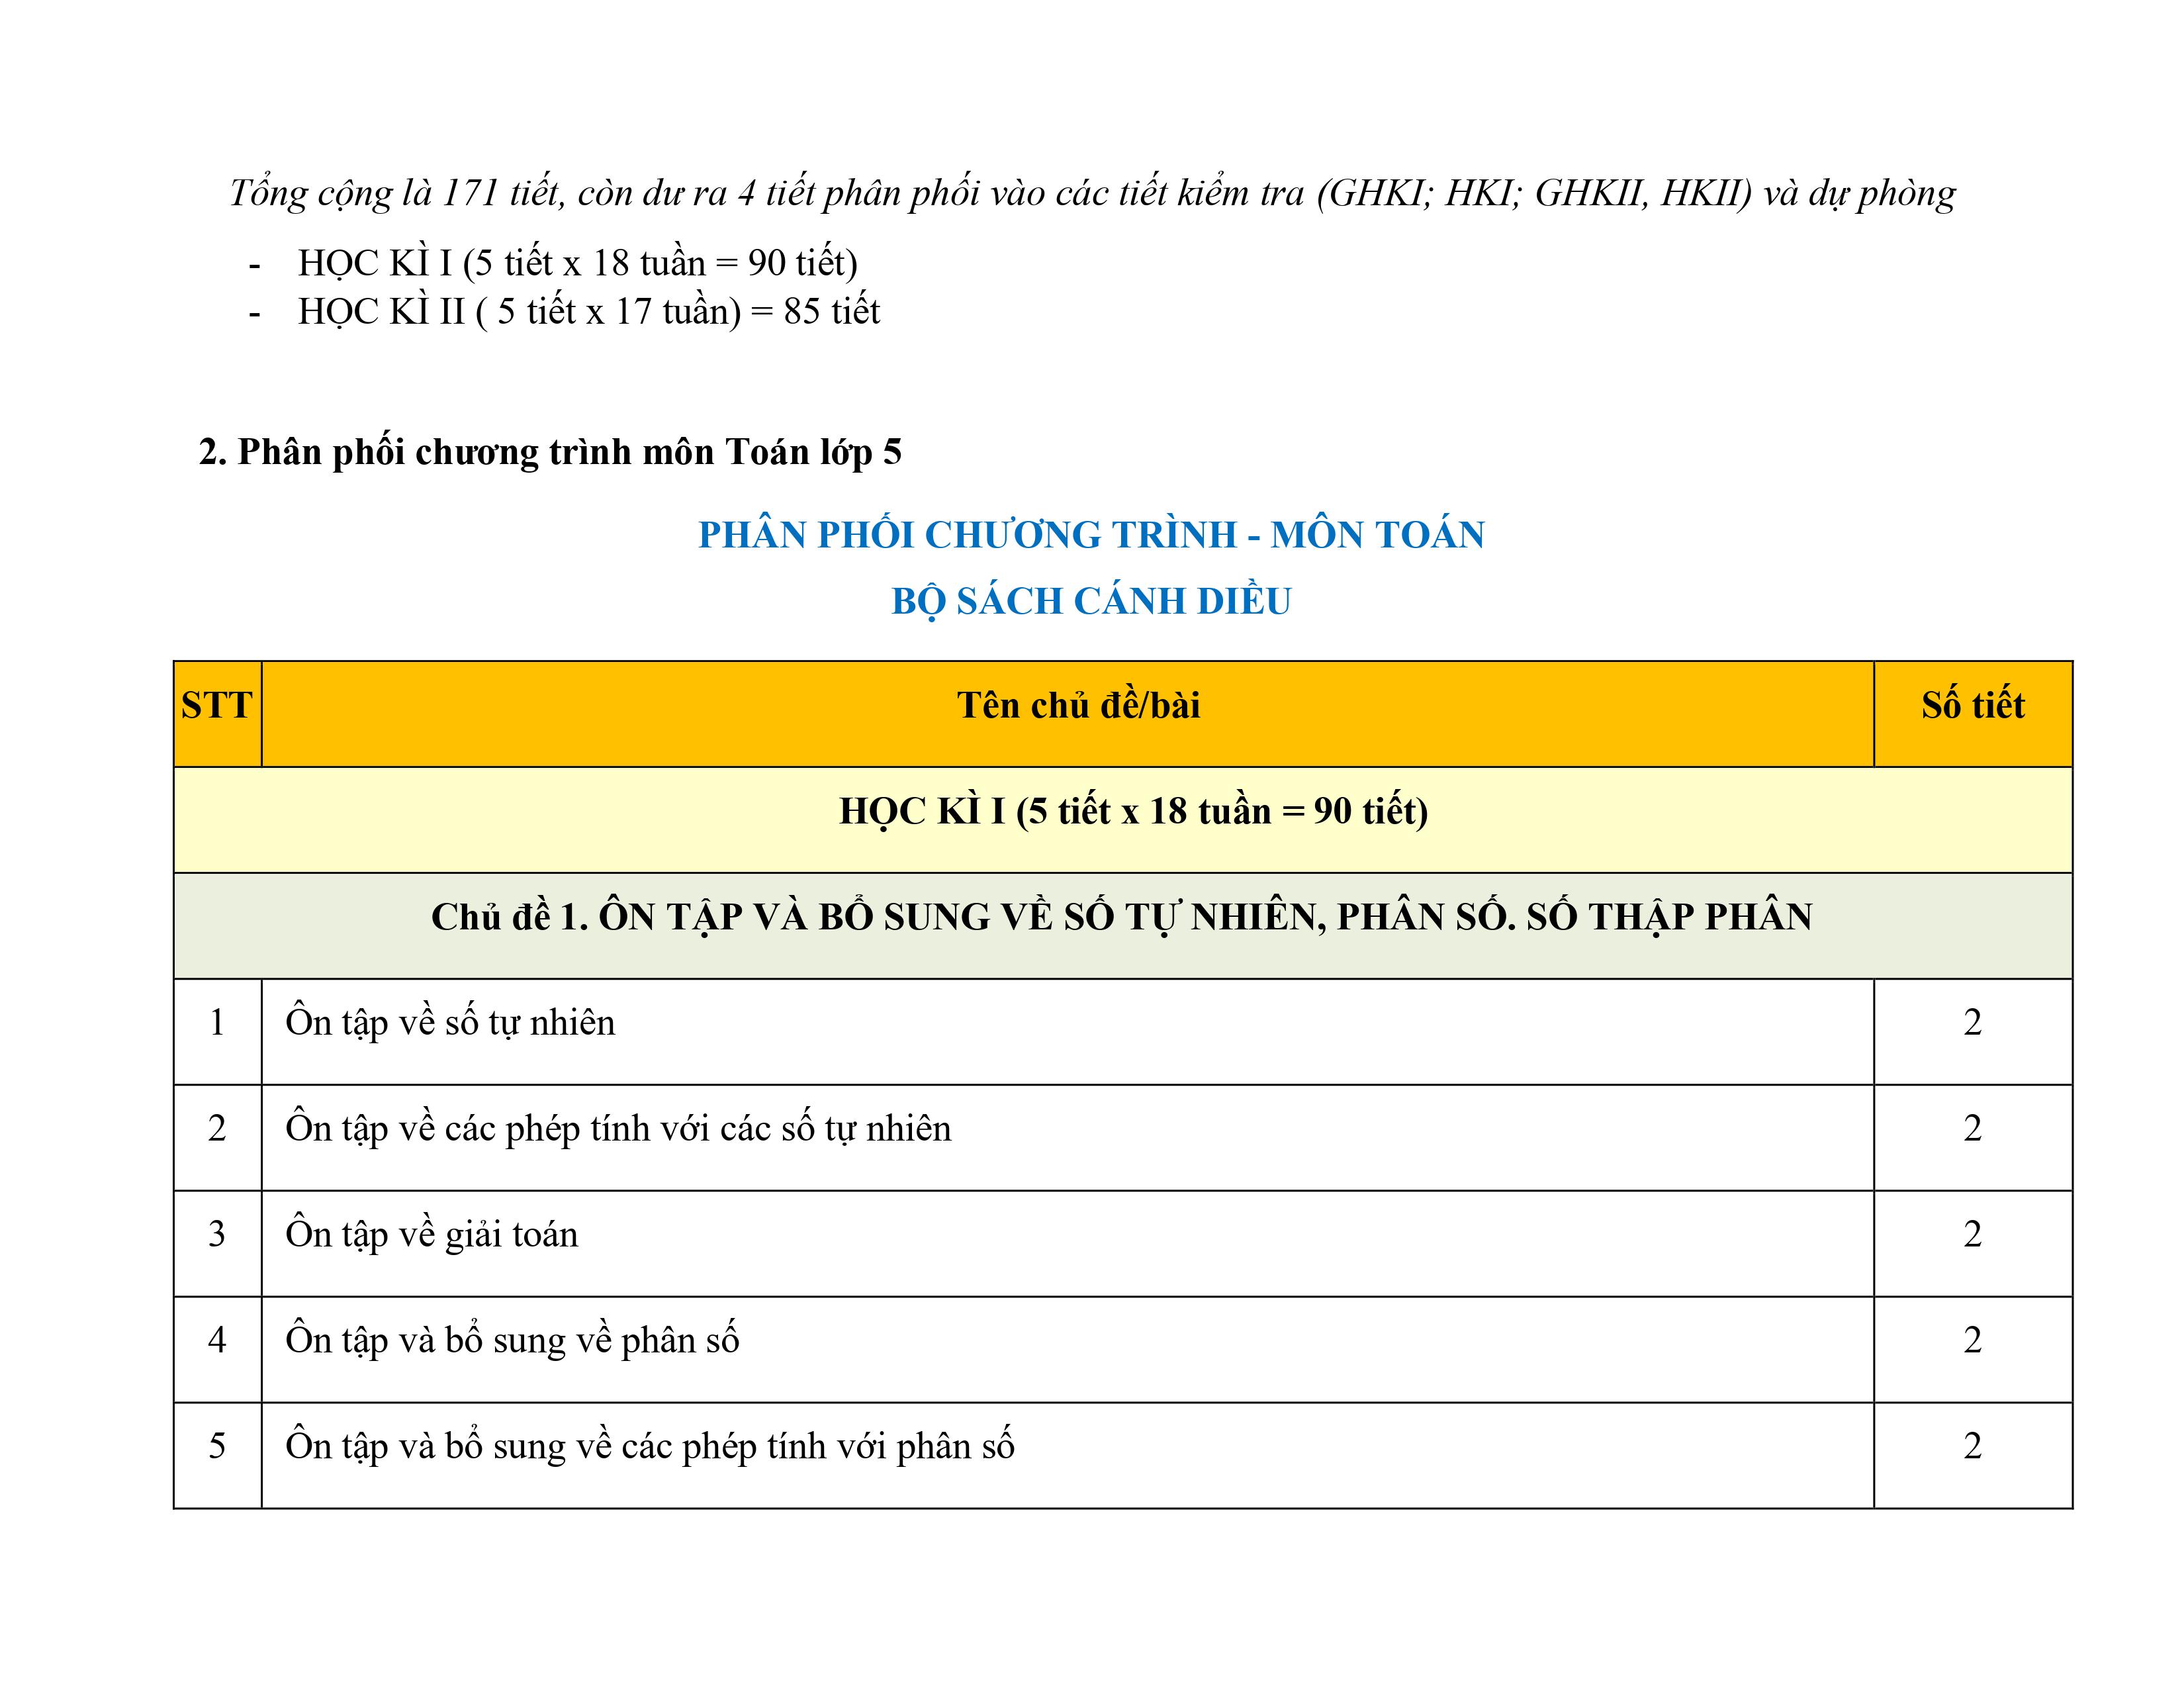 Tổng cộng là 171 tiết, còn dư ra 4 tiết phân phối vào các tiết kiểm tra (GHKI; HKI; GHKII, HKII) và dự phòng
- HỌC KÌ I (5 tiết x 18 tuần = 90 tiết)
- HỌC KÌ II ( 5 tiết x 17 tuần) = 85 tiết
2. Phân phối chương trình môn Toán lớp 5
PHÂN PHỐI CHƯƠNG TRÌNH - MÔN TOÁN
BỘ SÁCH CÁNH DIỀU
STT Tên chủ đề/bài Số tiết
HỌC KÌ I (5 tiết x 18 tuần = 90 tiết)
Chủ đề 1. ÔN TẬP VÀ BỔ SUNG VỀ SỐ TỰ NHIÊN, PHÂN SỐ. SỐ THẬP PHÂN
1 Ôn tập về số tự nhiên 2
2 Ôn tập về các phép tính với các số tự nhiên 2
3 Ôn tập về giải toán 2
4 Ôn tập và bổ sung về phân số 2
5 Ôn tập và bổ sung về các phép tính với phân số 2